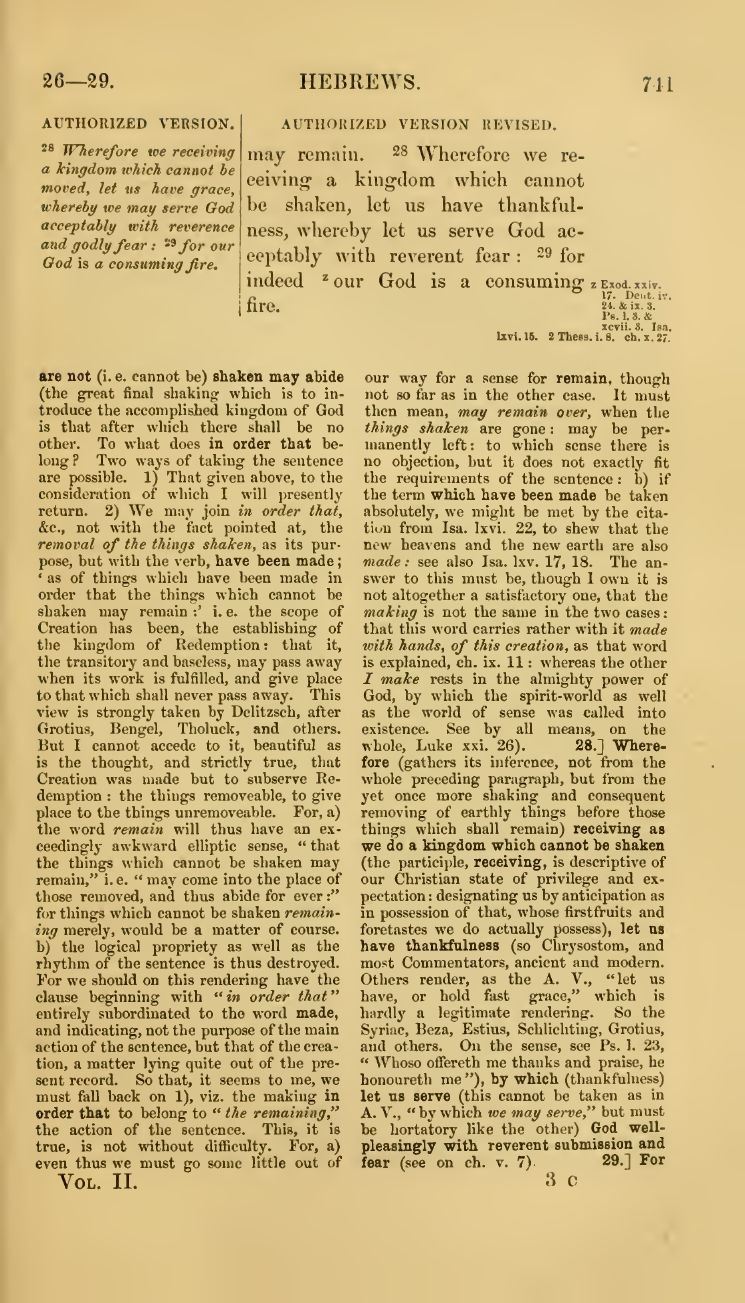 26—29.
HEBREWS.
711
AUTHORIZED VERSION.
28 Wherefore we receiving
a kingdom which cannot be
moved, let us have grace,
whereby we may serve God
acceptably with reverence
and godly fear : 29 for our
God is a consuming fire.
AUTHORIZED VERSION REVISED.
may remain. 28 Wherefore we re-
ceiving a kingdom which cannot
be shaken, let us have thankful-
ness, whereby let us serve God ac-
ceptably with reverent fear : 29 for
indeed z our God is a consuming
fire.
z Exod. xxiv.
17. Deut. iv.
24. & ix. 3.
Ps. l. 3. &
xcvii. 3. Isa.
lxvi. 15. 2 Thess. i. 8. ch. x. 27.
are not (i. e. cannot be) shaken may abide
(the great final shaking which is to in-
troduce the accomplished kingdom of God
is that after which there shall be no
other. To what does in order that be-
long? Two ways of taking the sentence
are possible. 1) That given above, to the
consideration of which I will presently
return. 2) We may join in order that,
&c., not with the fact pointed at, the
removal of the things shaken, as its pur-
pose, but with the verb, have been made ;
‘ as of things which have been made in
order that the things which cannot be
shaken may remain :’ i. e. the scope of
Creation has been, the establishing of
the kingdom of Redemption : that it,
the transitory and baseless, may pass away
when its work is fulfilled, and give place
to that which shall never pass away. This
view is strongly taken by Delitzsch, after
Grotius, Bengel, Tholuck, and others.
But I cannot accede to it, beautiful as
is the thought, and strictly true, that
Creation was made but to subserve Re-
demption : the things removeable, to give
place to the things unremoveable. For, a)
the word remain will thus have an ex-
ceedingly awkward elliptic sense, “ that
the things which cannot be shaken may
remain,” i. e. “ may come into the place of
those removed, and thus abide for ever :”
for things which cannot be shaken remain-
ing merely, would be a matter of course.
b) the logical propriety as well as the
rhythm of the sentence is thus destroyed.
For we should on this rendering have the
clause beginning with “ in order that ”
entirely subordinated to the word made,
and indicating, not the purpose of the main
action of the sentence, but that of the crea-
tion, a matter lying quite out of the pre-
sent record. So that, it seems to me, we
must fall back on 1), viz. the making in
order that to belong to “ the remaining,”
the action of the sentence. This, it is
true, is not without difficulty. For, a)
even thus we must go some little out of
our way for a sense for remain, though
not so far as in the other case. It must
then mean, may remain over, when the
things shaken are gone : may be per-
manently left : to which sense there is
no objection, but it does not exactly fit
the requirements of the sentence : b) if
the term which have been made be taken
absolutely, we might be met by the cita-
tion from Isa. lxvi. 22, to shew that the
new heavens and the new earth are also
made : see also Isa. lxv. 17, 18. The an-
swer to this must be, though I own it is
not altogether a satisfactory one, that the
making is not the same in the two cases :
that this word carries rather with it made
with hands, of this creation, as that word
is explained, ch. ix. 11 : whereas the other
I make rests in the almighty power of
God, by which the spirit-world as well
as the world of sense was called into
existence. See by all means, on the
whole, Luke xxi. 26). 28.] Where-
fore (gathers its inference, not from the
whole preceding paragraph, but from the
yet once more shaking and consequent
removing of earthly things before those
things which shall remain) receiving as
we do a kingdom which cannot be shaken
(the participle, receiving, is descriptive of
our Christian state of privilege and ex-
pectation : designating us by anticipation as
in possession of that, whose firstfruits and
foretastes we do actually possess), let us
have thankfulness (so Chrysostom, and
most Commentators, ancient and modern.
Others render, as the A. V., “let us
have, or hold fast grace,” which is
hardly a legitimate rendering. So the
Syriac, Beza, Estius, Schlichting, Grotius,
and others. On the sense, see Ps. l. 23,
“ Whoso offereth me thanks and praise, he
honoureth me ”), by which (thankfulness)
let us serve (this cannot be taken as in
A. V., “ by which we may serve,” but must
be hortatory like the other) God well-
pleasingly with reverent submission and
fear (see on ch. v. 7). 29.] For
VOL. II.
3 C